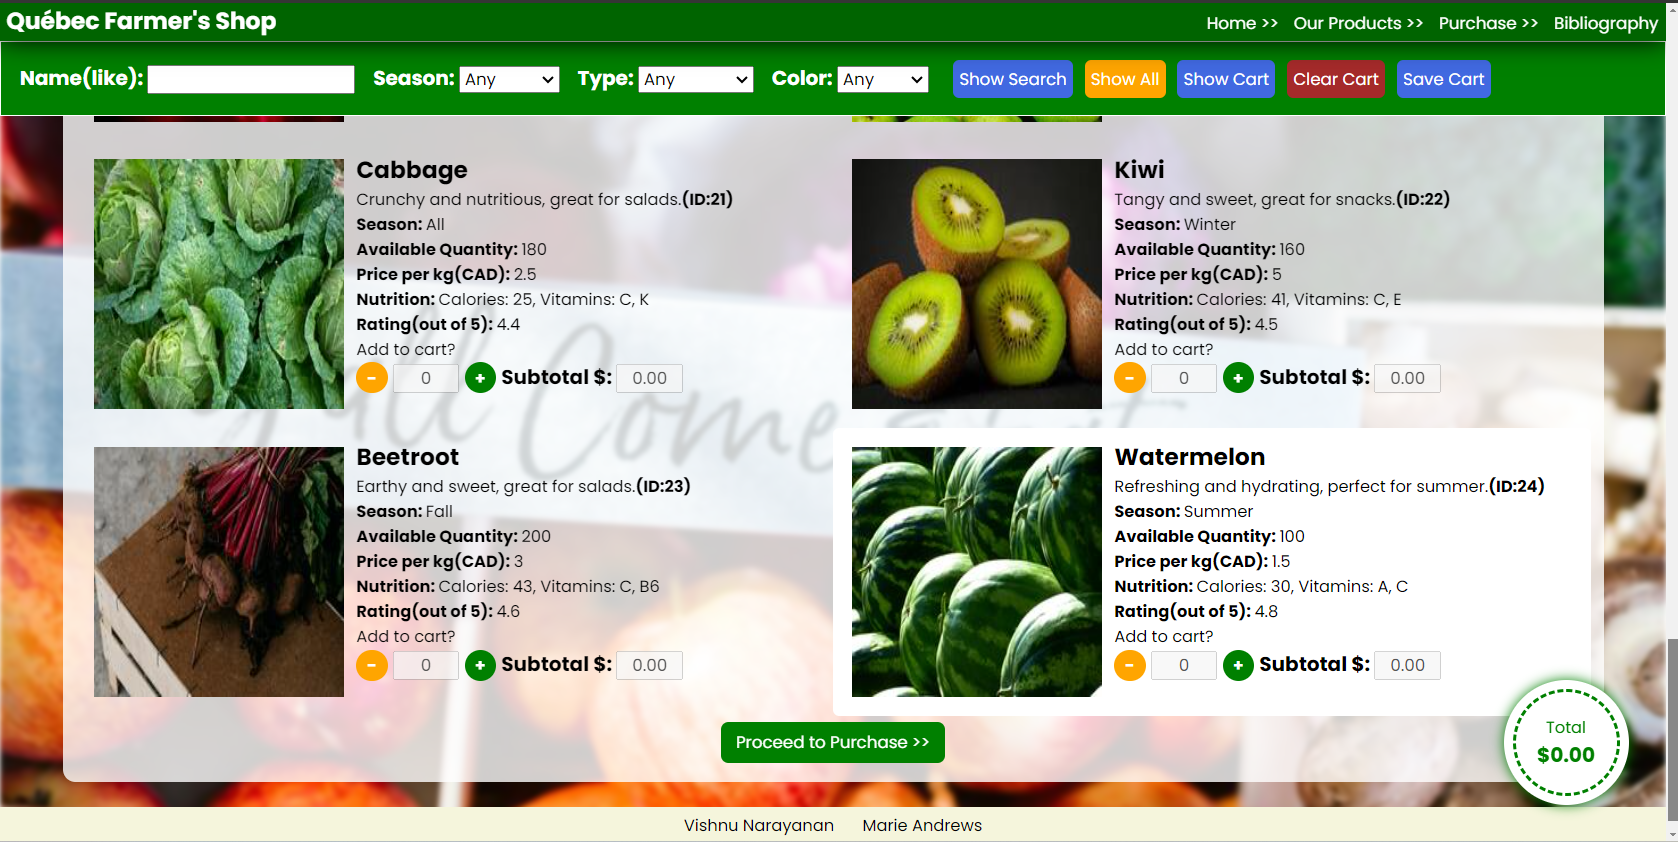 Québec Farmer's Shop
Home >> Our Products >> Purchase >> Bibliography
Name(like): Season: Any Type: Any Color: Any Show Search Show All Show Cart Clear Cart Save Cart
Cabbage
Crunchy and nutritious, great for salads.(ID:21)
Season: All
Available Quantity: 180
Price per kg(CAD): 2.5
Nutrition: Calories: 25, Vitamins: C, K
Rating(out of 5): 4.4
Add to cart?
- 0 + Subtotal $: 0.00
Kiwi
Tangy and sweet, great for snacks.(ID:22)
Season: Winter
Available Quantity: 160
Price per kg(CAD): 5
Nutrition: Calories: 41, Vitamins: C, E
Rating(out of 5): 4.5
Add to cart?
- 0 + Subtotal $: 0.00
Beetroot
Earthy and sweet, great for salads.(ID:23)
Season: Fall
Available Quantity: 200
Price per kg(CAD): 3
Nutrition: Calories: 43, Vitamins: C, B6
Rating(out of 5): 4.6
Add to cart?
- 0 + Subtotal $: 0.00
Watermelon
Refreshing and hydrating, perfect for summer.(ID:24)
Season: Summer
Available Quantity: 100
Price per kg(CAD): 1.5
Nutrition: Calories: 30, Vitamins: A, C
Rating(out of 5): 4.8
Add to cart?
- 0 + Subtotal $: 0.00
Proceed to Purchase >>
Total
$0.00
Vishnu Narayanan Marie Andrews